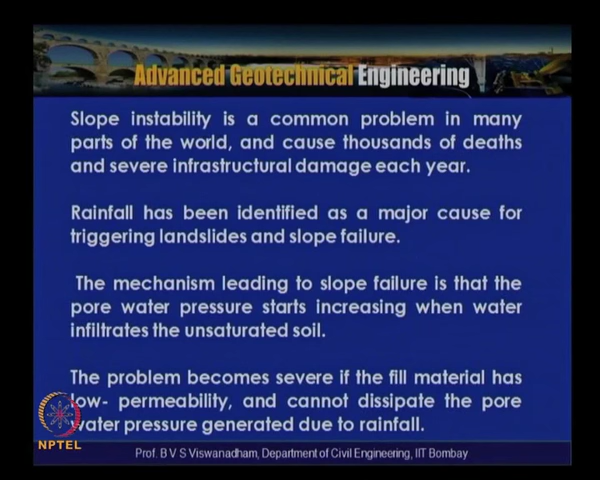 Advanced Geotechnical Engineering
Slope instability is a common problem in many
parts of the world, and cause thousands of deaths
and severe infrastructural damage each year.
Rainfall has been identified as a major cause for
triggering landslides and slope failure.
The mechanism leading to slope failure is that the
pore water pressure starts increasing when water
infiltrates the unsaturated soil.
The problem becomes severe if the fill material has
low- permeability, and cannot dissipate the pore
water pressure generated due to rainfall.
NPTEL
Prof. B V S Viswanadham, Department of Civil Engineering, IIT Bombay